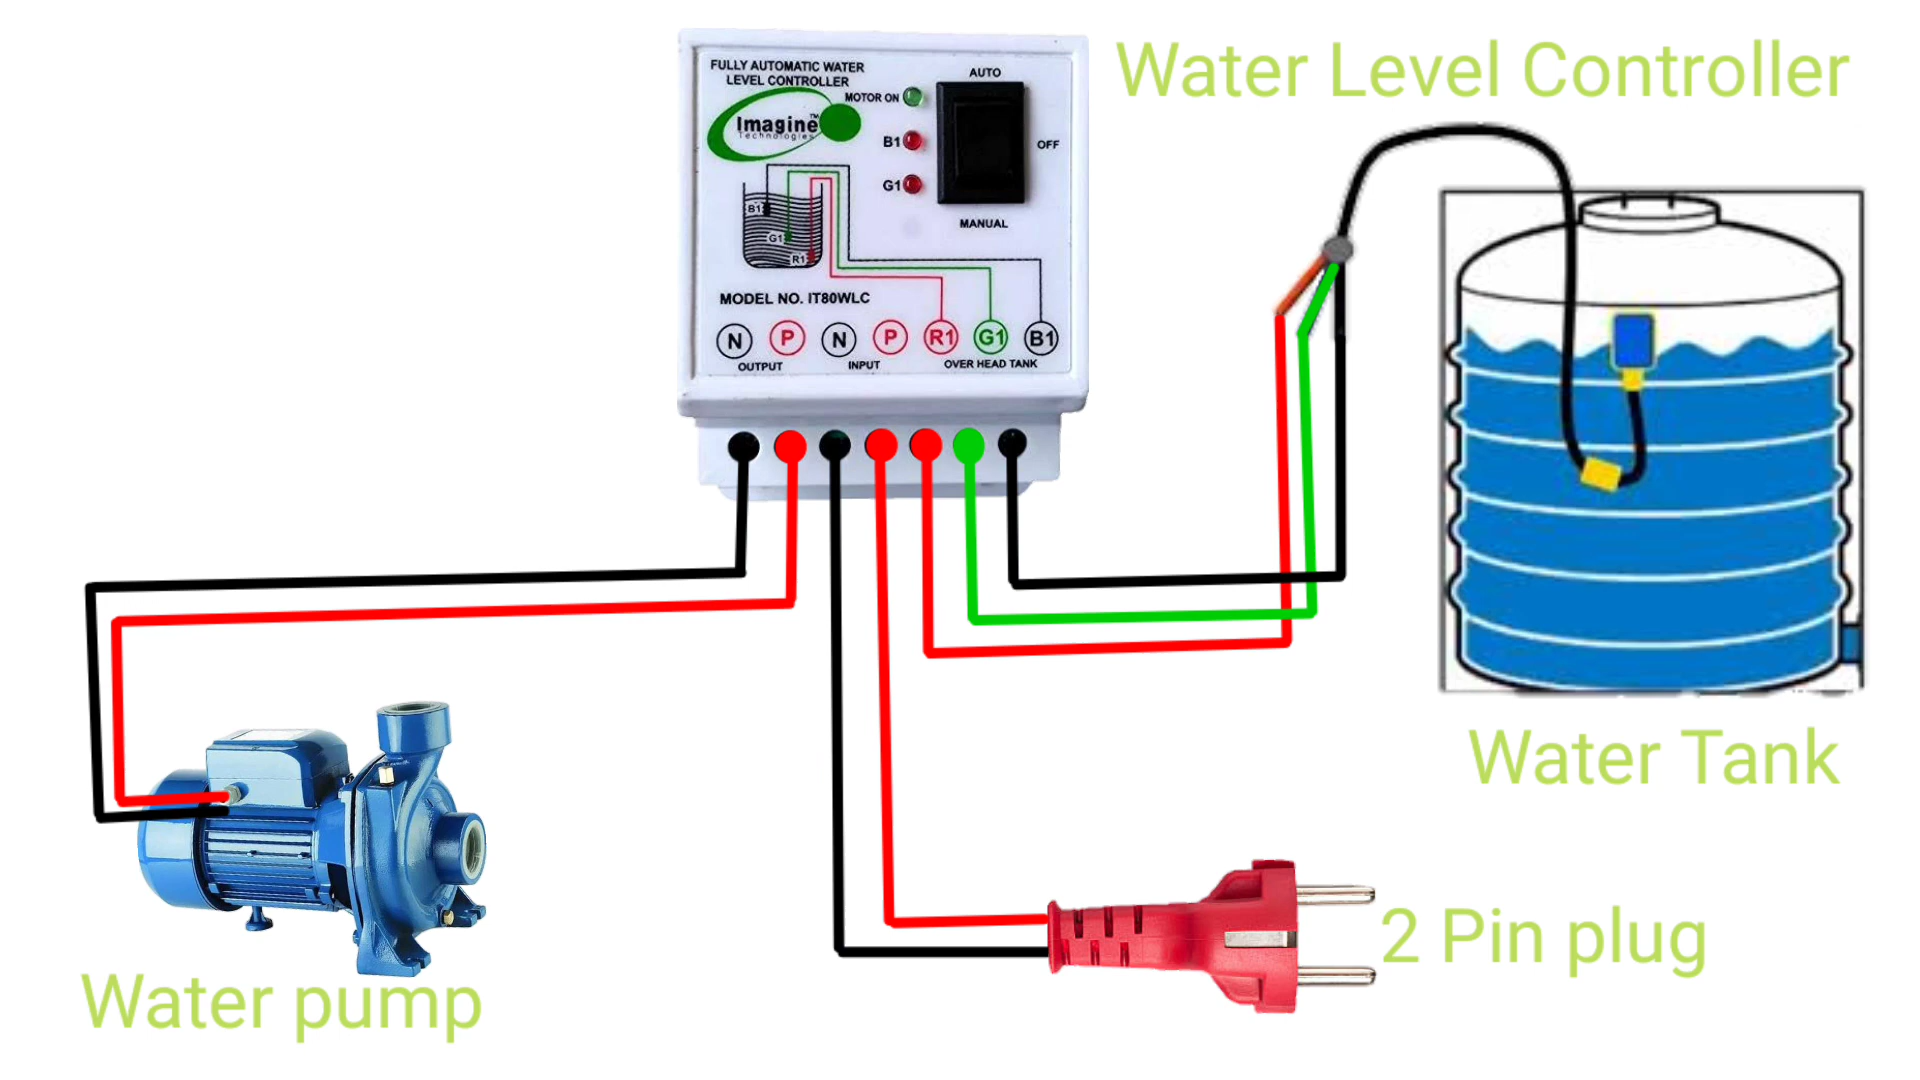 Water Level Controller
FULLY AUTOMATIC WATER
LEVEL CONTROLLER
Imagine™
Technologies
MOTOR ON
B1
G1
AUTO
OFF
MANUAL
B1
G1
R1
MODEL NO. IT80WLC
N P N P R1 G1 B1
OUTPUT INPUT OVER HEAD TANK
Water Tank
2 Pin plug
Water pump